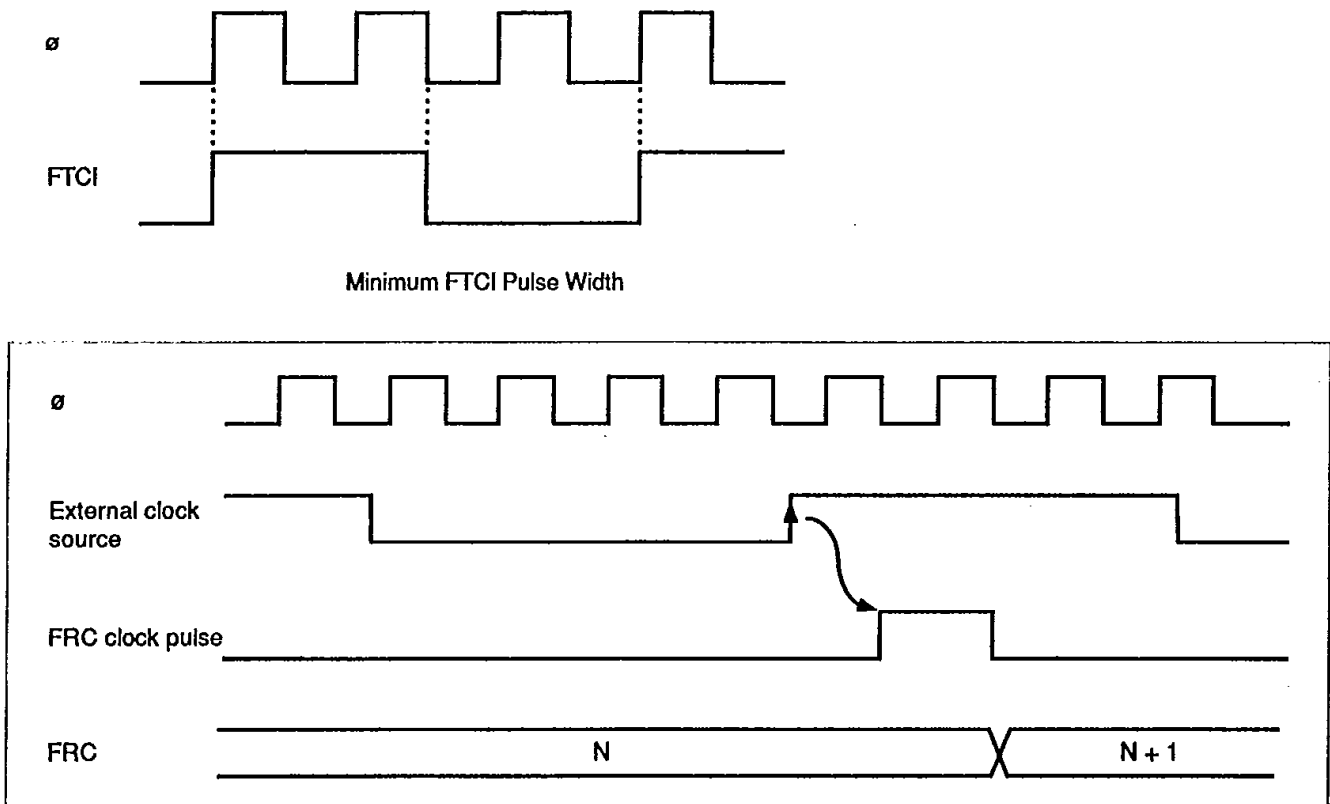 ø
FTCI
Minimum FTCI Pulse Width
ø
External clock
source
FRC clock pulse
FRC
N
N + 1